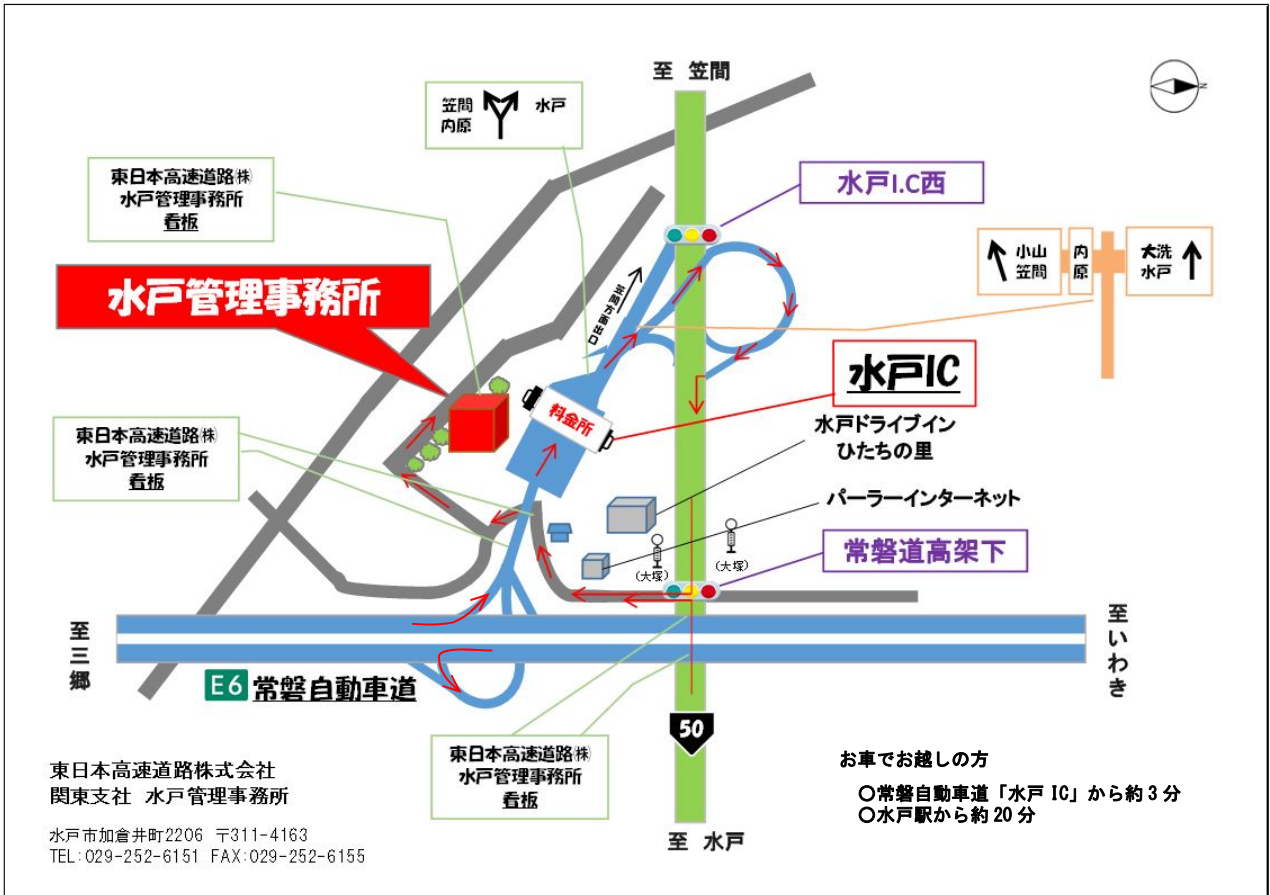 至 笠間
N
笠間
内原
水戸
東日本高速道路㈱
水戸管理事務所
看板
水戸I.C西
小山
笠間
内
原
大洗
水戸
水戸管理事務所
笠間方面出口
水戸IC
料金所
水戸ドライブイン
ひたちの里
東日本高速道路㈱
水戸管理事務所
看板
パーラーインターネット
常磐道高架下
(大塚)
(大塚)
至三郷
至いわき
E6 常磐自動車道
50
東日本高速道路㈱
水戸管理事務所
看板
至 水戸
東日本高速道路株式会社
関東支社 水戸管理事務所
水戸市加倉井町2206 〒311-4163
TEL:029-252-6151 FAX:029-252-6155
お車でお越しの方
○常磐自動車道「水戸 IC」から約 3 分
○水戸駅から約 20 分